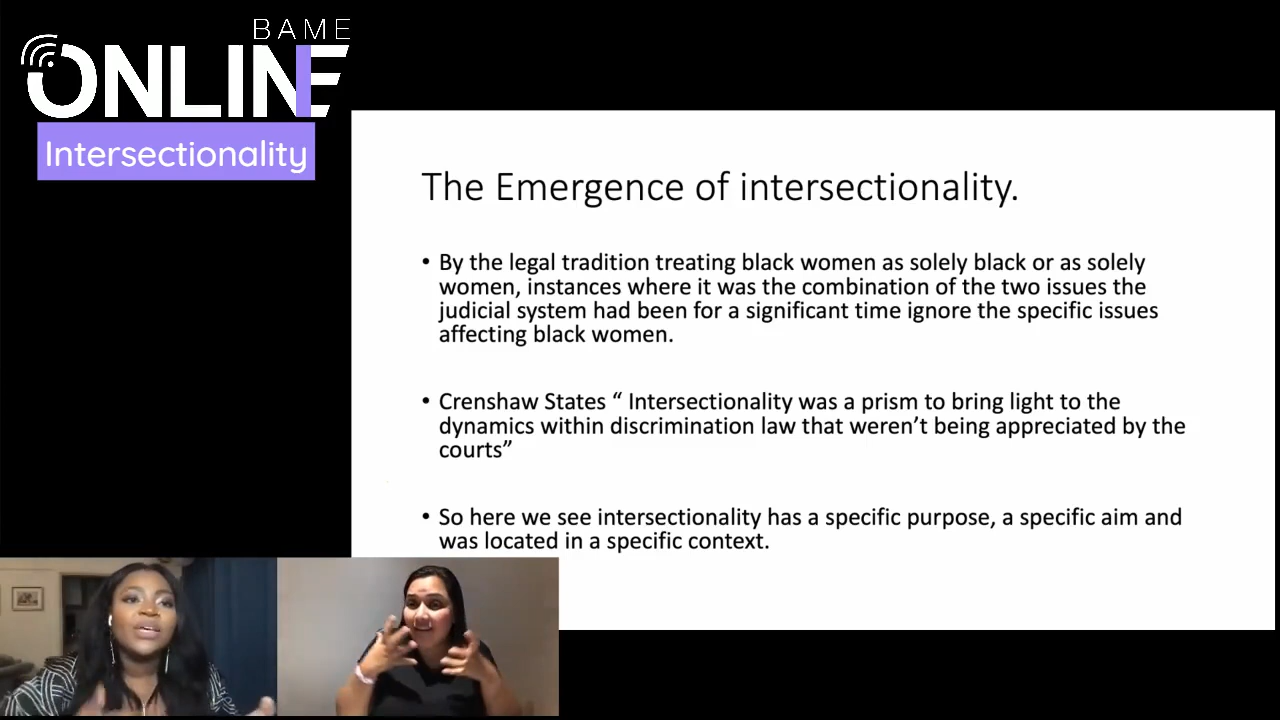 BAME
ONLINE
Intersectionality
The Emergence of intersectionality.
• By the legal tradition treating black women as solely black or as solely
women, instances where it was the combination of the two issues the
judicial system had been for a significant time ignore the specific issues
affecting black women.
• Crenshaw States “ Intersectionality was a prism to bring light to the
dynamics within discrimination law that weren’t being appreciated by the
courts”
• So here we see intersectionality has a specific purpose, a specific aim and
was located in a specific context.